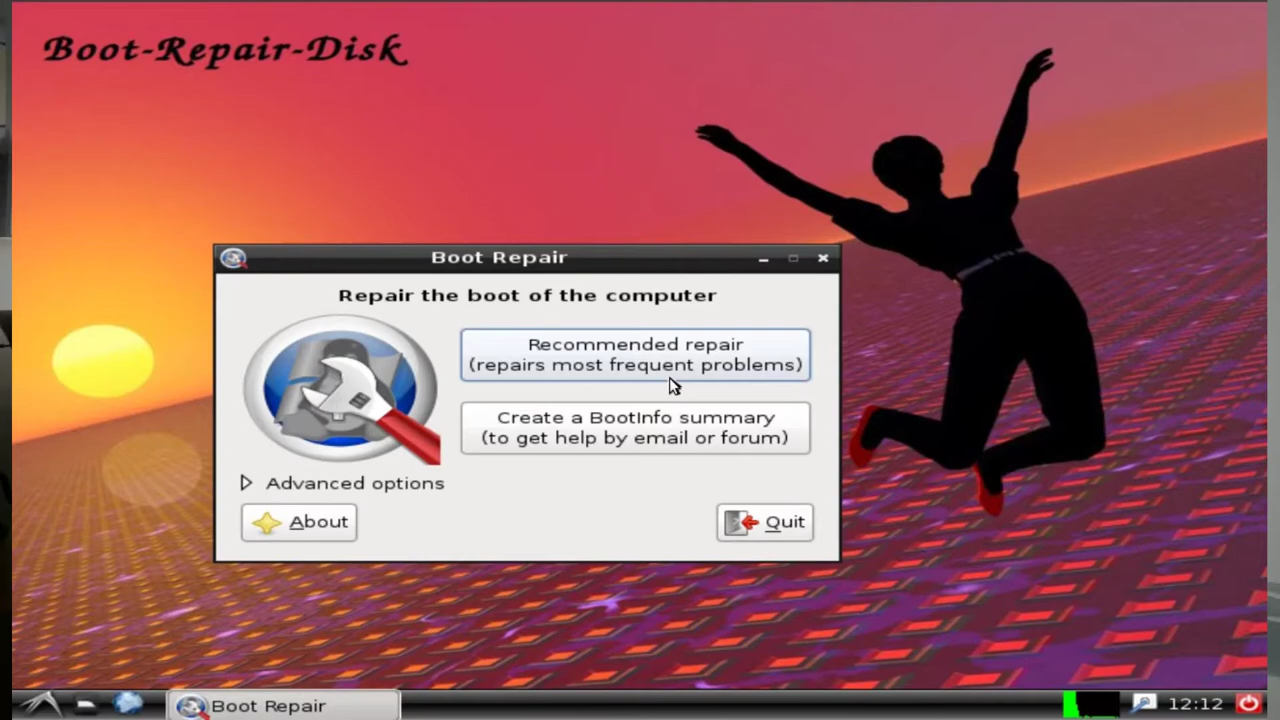 Boot-Repair-Disk
Boot Repair
Repair the boot of the computer
Recommended repair
(repairs most frequent problems)
Create a BootInfo summary
(to get help by email or forum)
Advanced options
About
Quit
Boot Repair
12:12